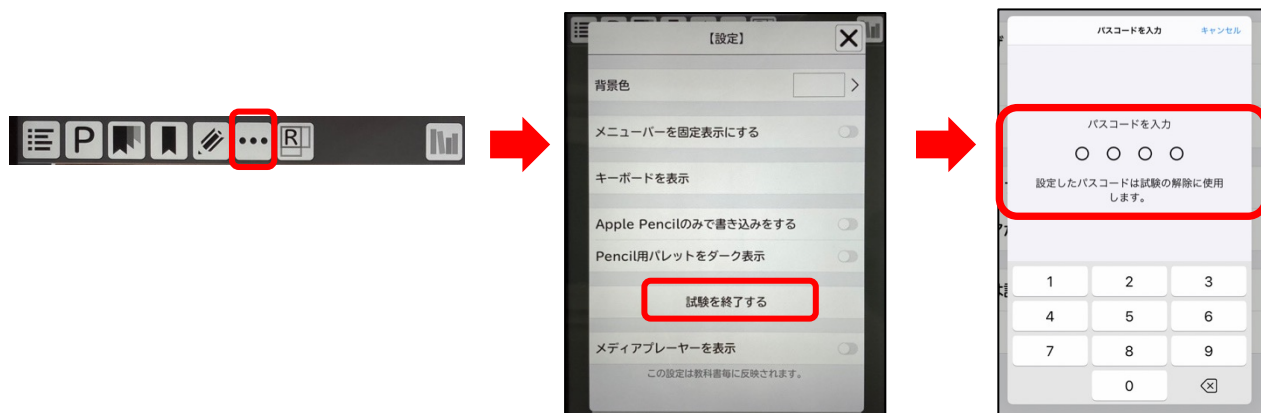 P
R
【設定】
背景色
メニューバーを固定表示にする
キーボードを表示
Apple Pencilのみで書き込みをする
Pencil用パレットをダーク表示
試験を終了する
メディアプレーヤーを表示
この設定は教科書毎に反映されます。
パスコードを入力 キャンセル
パスコードを入力
設定したパスコードは試験の解除に使用
します。
1 2 3
4 5 6
7 8 9
0